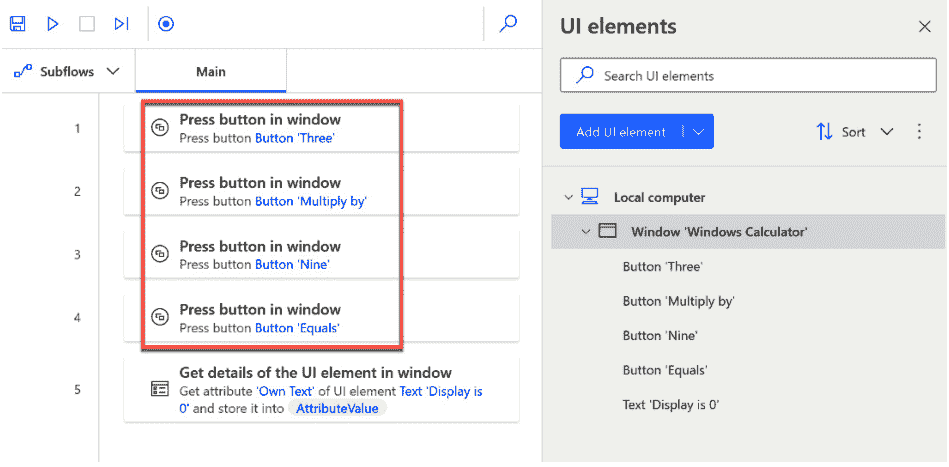 Subflows
Main
1
Press button in window
Press button Button 'Three'
2
Press button in window
Press button Button 'Multiply by'
3
Press button in window
Press button Button 'Nine'
4
Press button in window
Press button Button 'Equals'
5
Get details of the UI element in window
Get attribute 'Own Text' of UI element Text 'Display is
0' and store it into AttributeValue
UI elements
Search UI elements
Add UI element
Sort
Local computer
Window 'Windows Calculator'
Button 'Three'
Button 'Multiply by'
Button 'Nine'
Button 'Equals'
Text 'Display is 0'